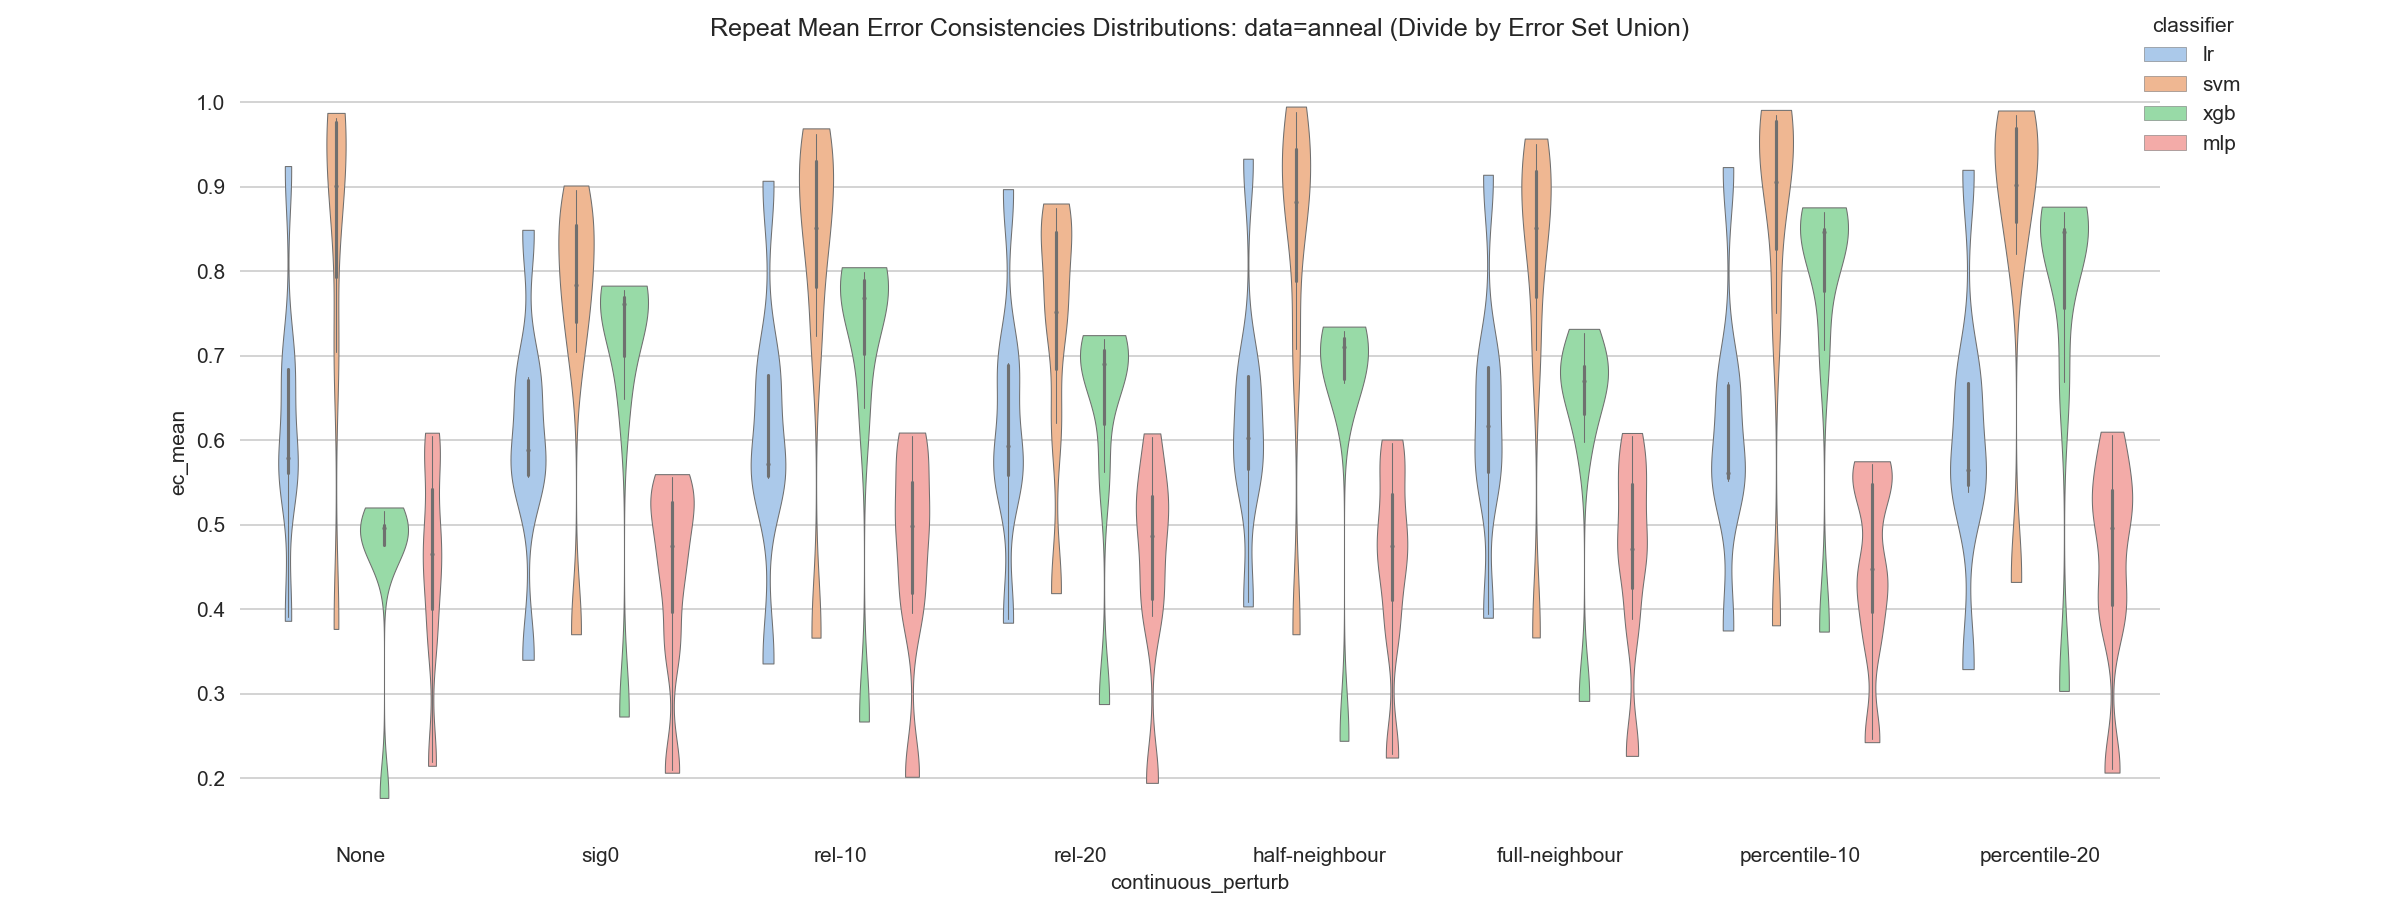 Repeat Mean Error Consistencies Distributions: data=anneal (Divide by Error Set Union)
classifier
lr
svm
xgb
mlp
1.0
0.9
0.8
0.7
0.6
0.5
0.4
0.3
0.2
ec_mean
None sig0 rel-10 rel-20 half-neighbour full-neighbour percentile-10 percentile-20
continuous_perturb